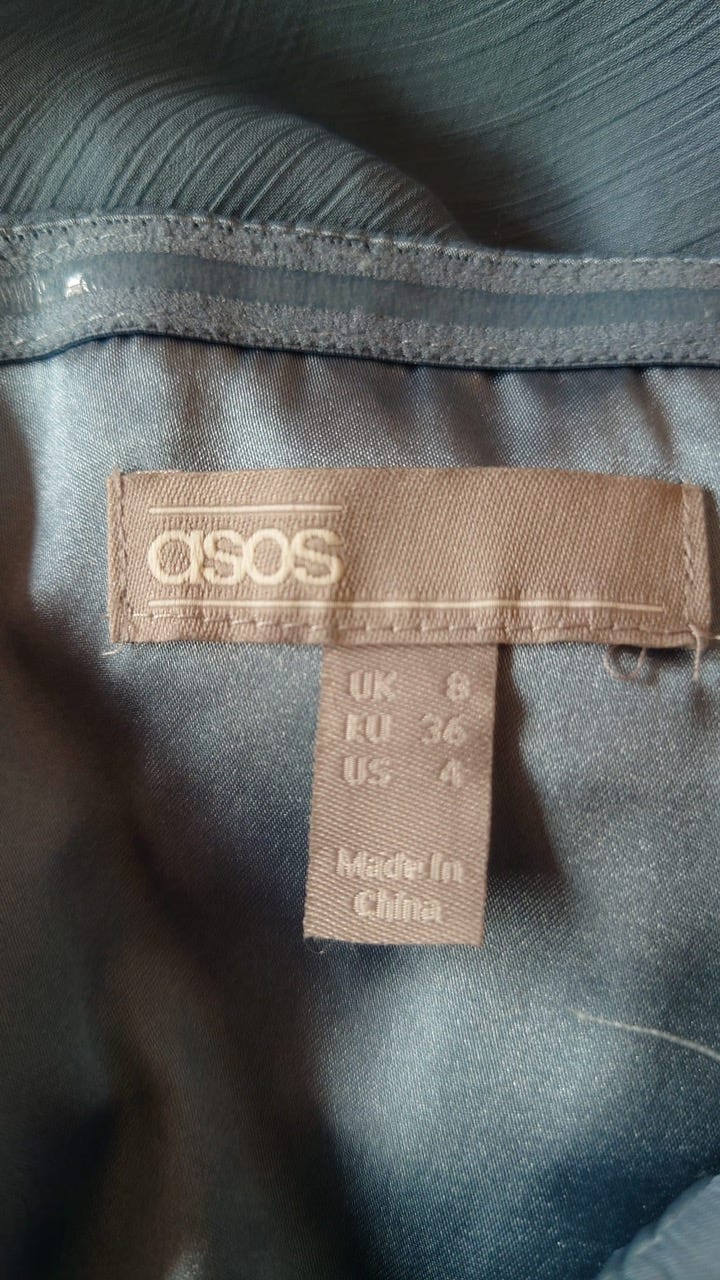 asos
UK 8
EU 36
US 4
Made In
China